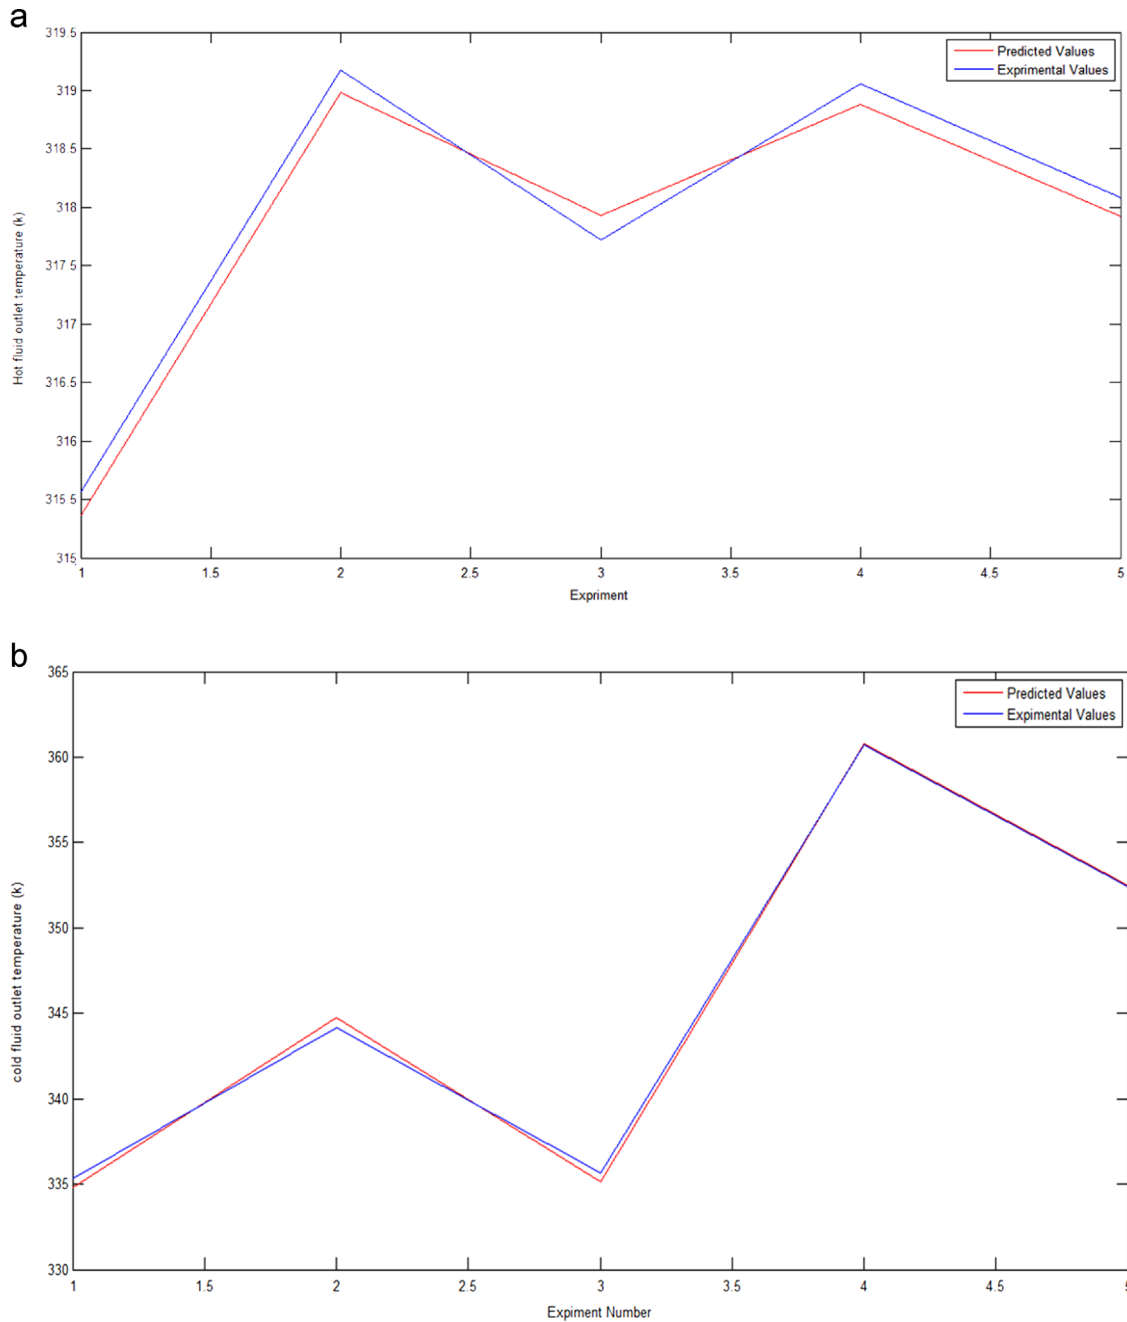 a
319.5
319
318.5
318
317.5
317
316.5
316
315.5
315
Hot fluid outlet temperature (k)
Predicted Values
Exprimental Values
1 1.5 2 2.5 3 3.5 4 4.5 5
Expriment
b
365
360
355
350
345
340
335
330
cold fluid outlet temperature (k)
Predicted Values
Expimental Values
1 1.5 2 2.5 3 3.5 4 4.5 5
Expiment Number